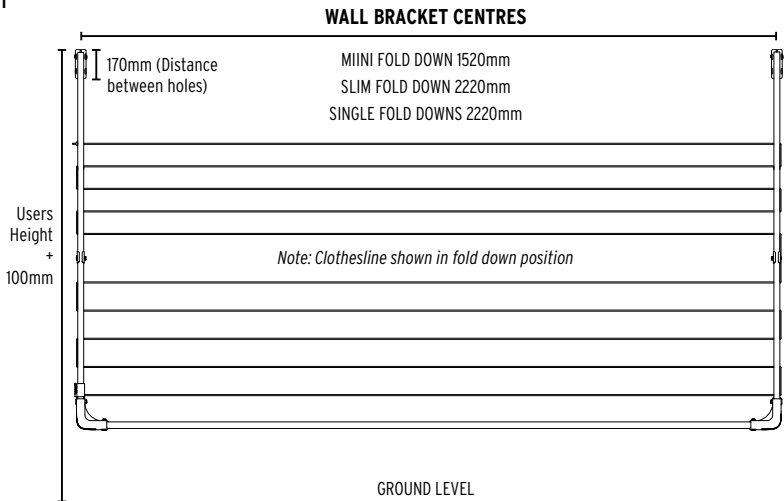 WALL BRACKET CENTRES
170mm (Distance
between holes)
MIINI FOLD DOWN 1520mm
SLIM FOLD DOWN 2220mm
SINGLE FOLD DOWNS 2220mm
Users
Height
+
100mm
Note: Clothesline shown in fold down position
GROUND LEVEL